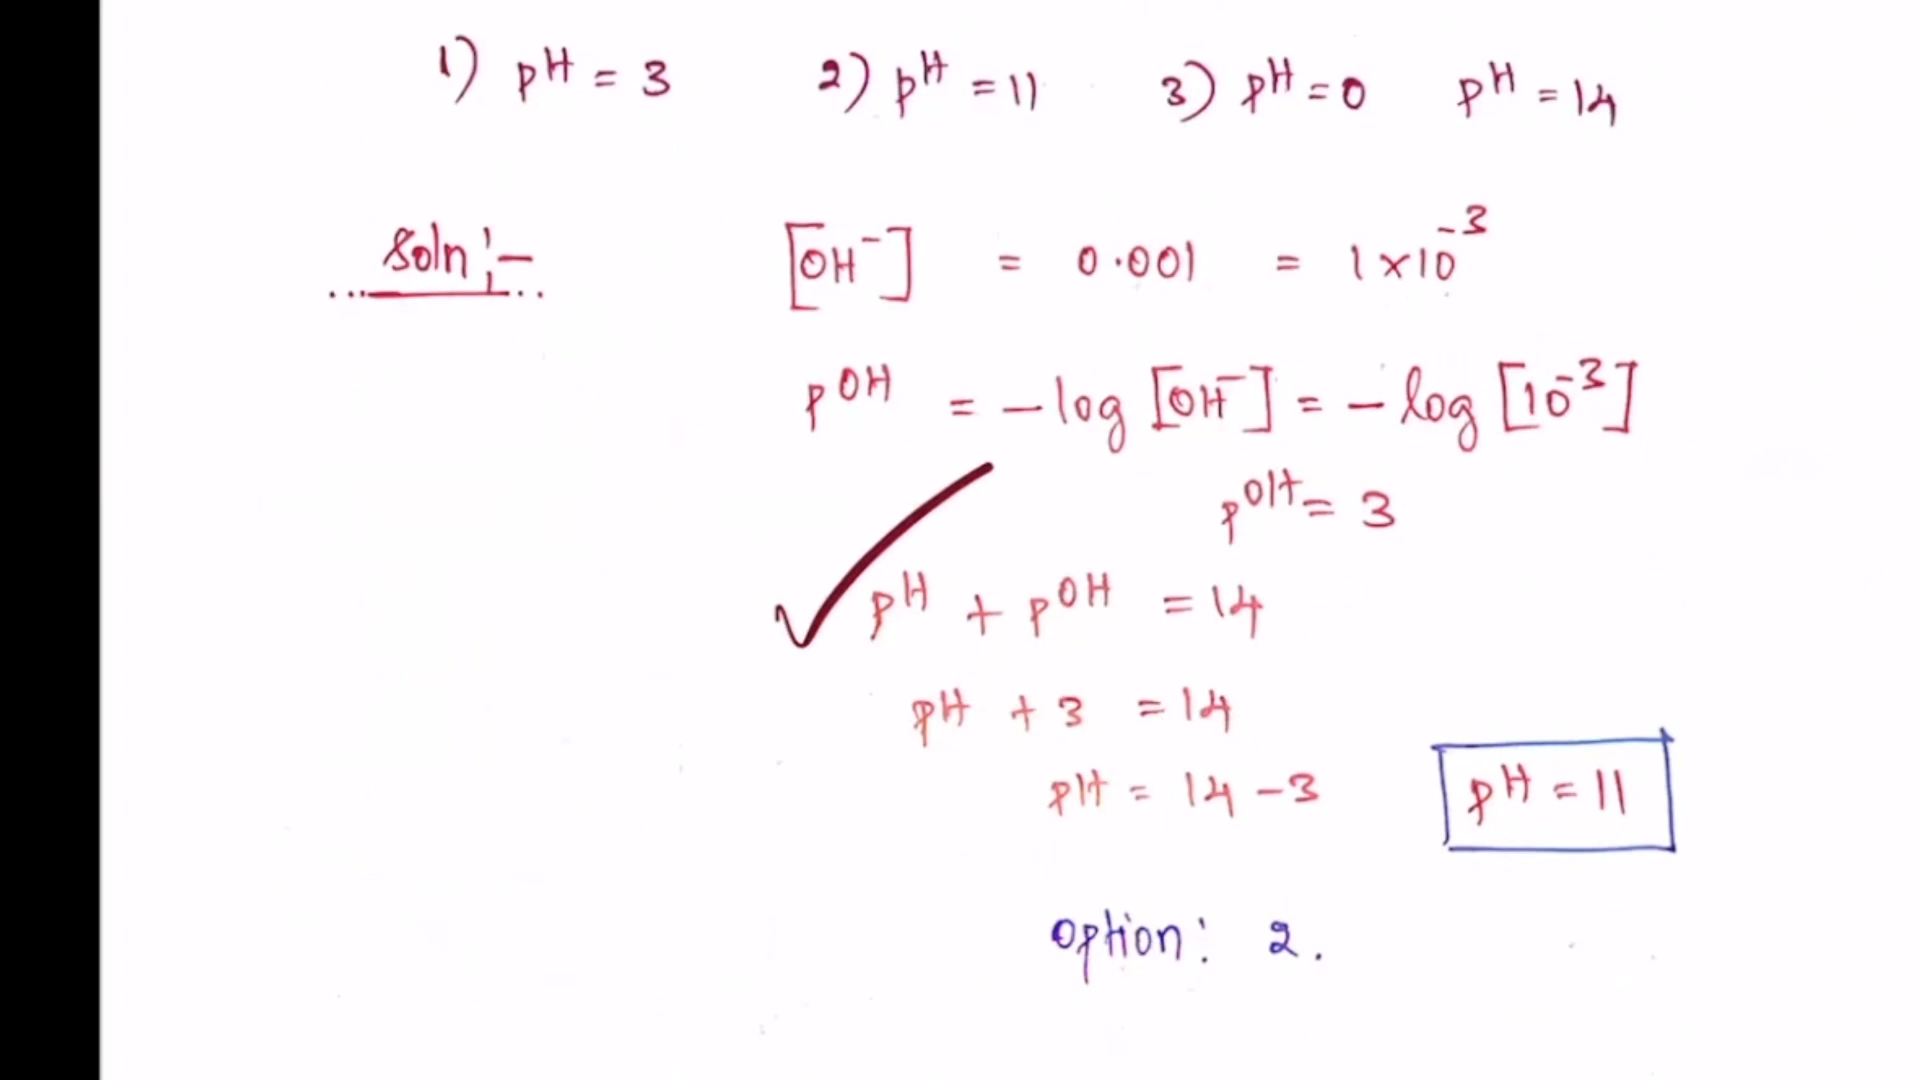 1) pH = 3 2) pH = 11 3) pH = 0 pH = 14
Soln :- [OH⁻] = 0.001 = 1 x 10⁻³
pOH = - log [OH⁻] = - log [10⁻³]
pOH = 3
pH + pOH = 14
pH + 3 = 14
pH = 14 - 3 pH = 11
Option : 2.